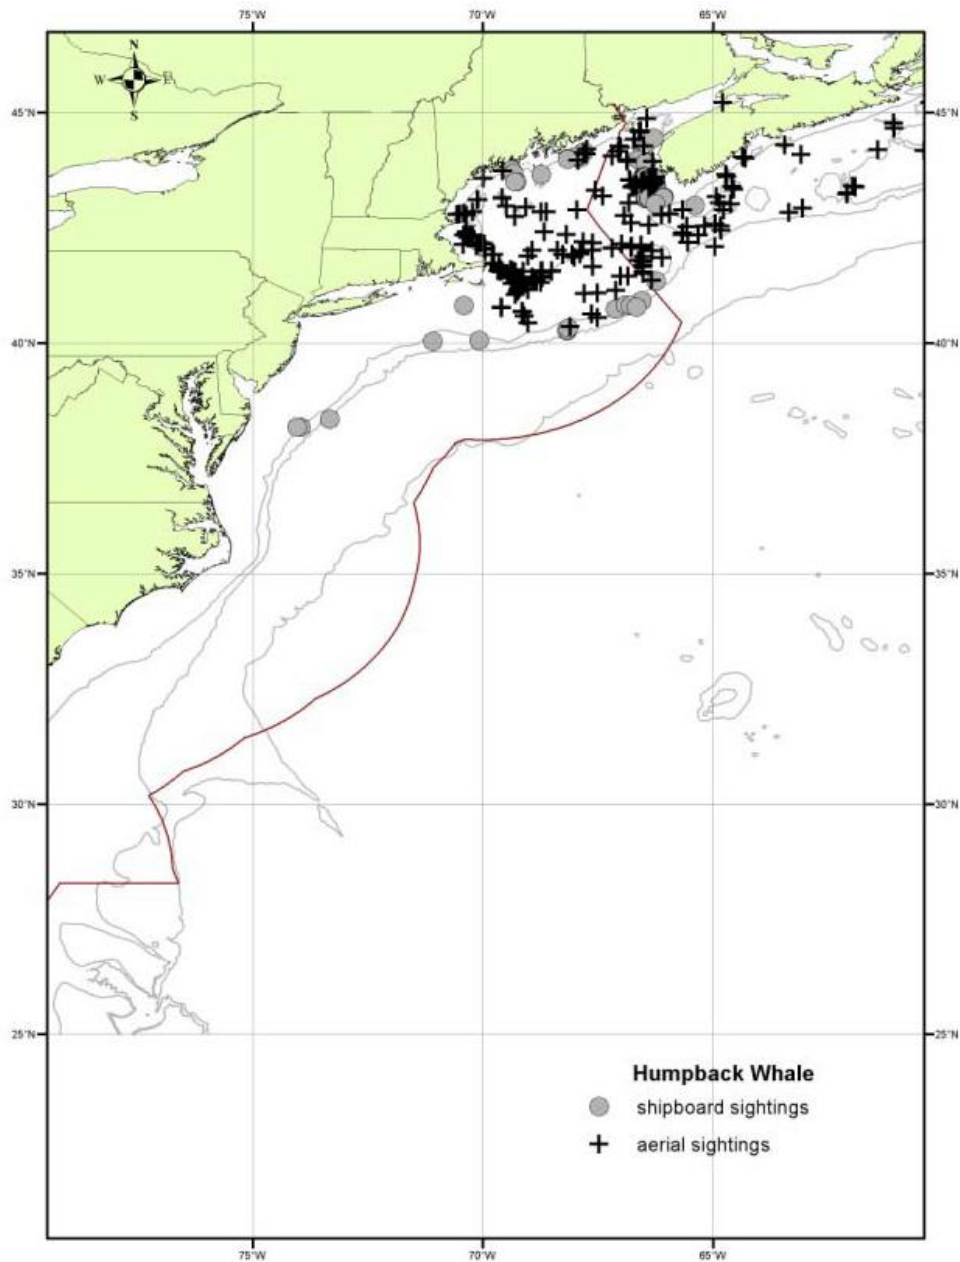 75°W 70°W 65°W
N
W E
S
45°N 45°N
40°N 40°N
35°N 35°N
30°N 30°N
25°N 25°N
Humpback Whale
shipboard sightings
aerial sightings
75°W 70°W 65°W